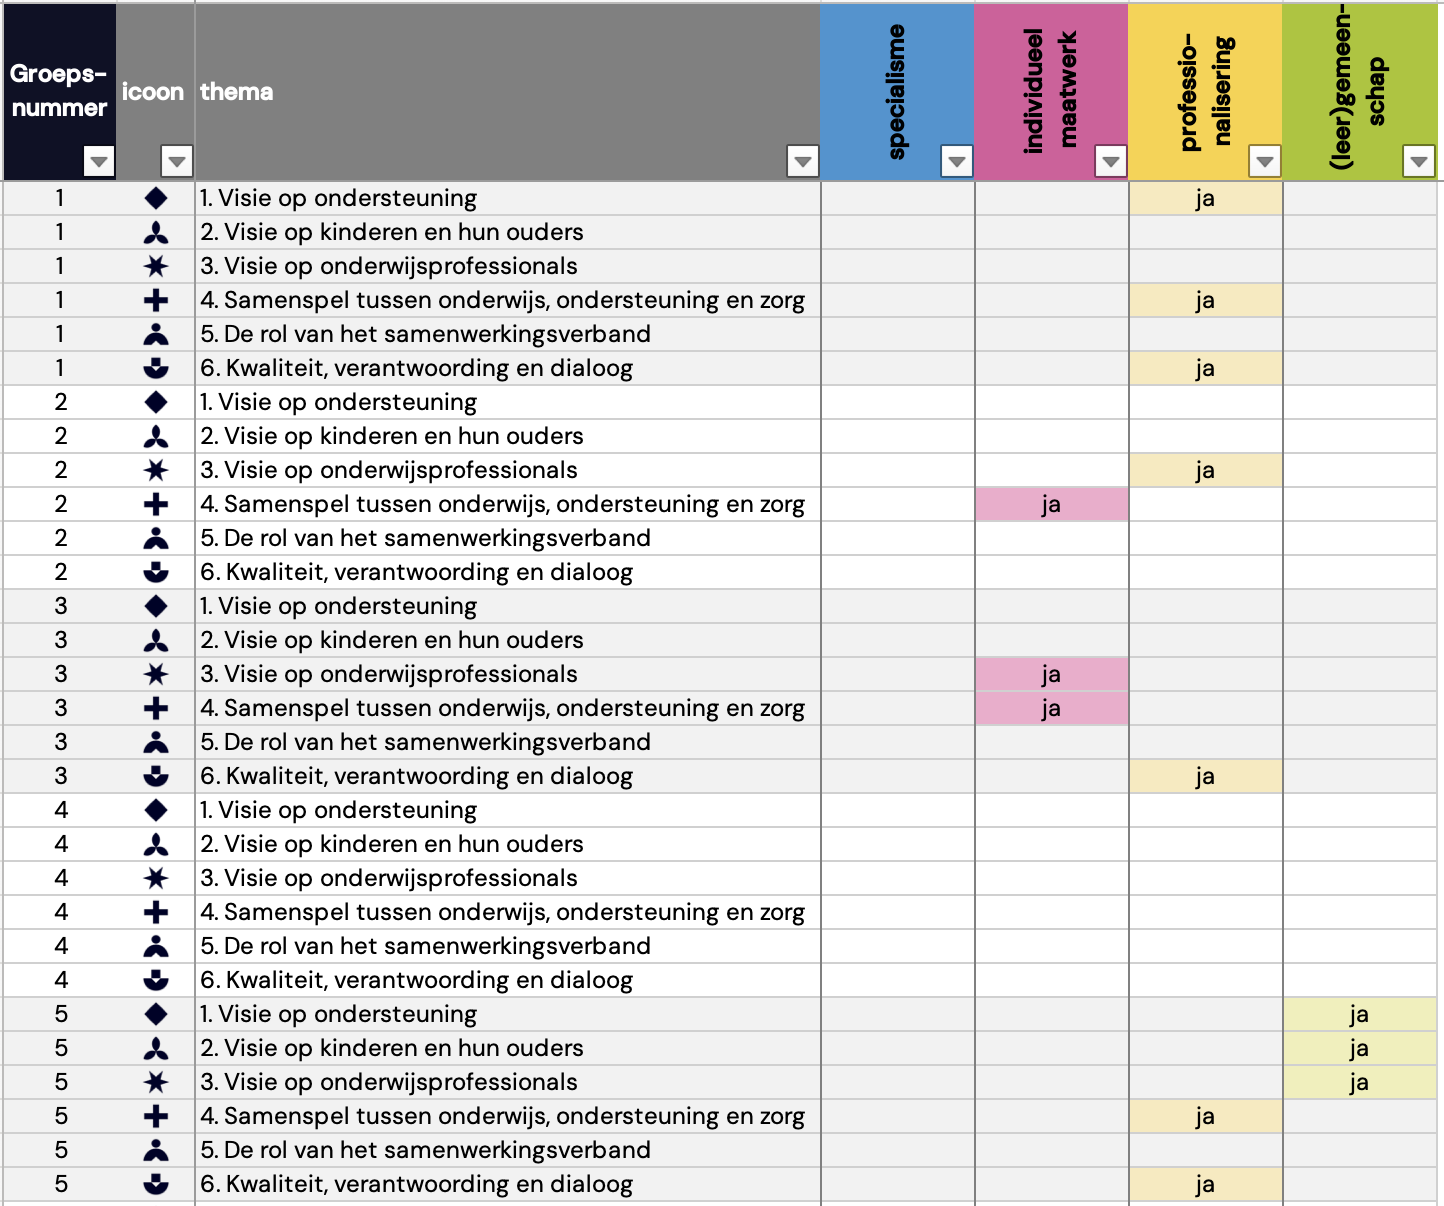 Groeps-
nummer
icoon
thema
specialisme
individueel
maatwerk
professio-
nalisering
(leer)gemeen-
schap
1 1. Visie op ondersteuning ja
1 2. Visie op kinderen en hun ouders
1 3. Visie op onderwijsprofessionals
1 4. Samenspel tussen onderwijs, ondersteuning en zorg ja
1 5. De rol van het samenwerkingsverband
1 6. Kwaliteit, verantwoording en dialoog ja
2 1. Visie op ondersteuning
2 2. Visie op kinderen en hun ouders
2 3. Visie op onderwijsprofessionals ja
2 4. Samenspel tussen onderwijs, ondersteuning en zorg ja
2 5. De rol van het samenwerkingsverband
2 6. Kwaliteit, verantwoording en dialoog
3 1. Visie op ondersteuning
3 2. Visie op kinderen en hun ouders
3 3. Visie op onderwijsprofessionals ja
3 4. Samenspel tussen onderwijs, ondersteuning en zorg ja
3 5. De rol van het samenwerkingsverband
3 6. Kwaliteit, verantwoording en dialoog ja
4 1. Visie op ondersteuning
4 2. Visie op kinderen en hun ouders
4 3. Visie op onderwijsprofessionals
4 4. Samenspel tussen onderwijs, ondersteuning en zorg
4 5. De rol van het samenwerkingsverband
4 6. Kwaliteit, verantwoording en dialoog
5 1. Visie op ondersteuning ja
5 2. Visie op kinderen en hun ouders ja
5 3. Visie op onderwijsprofessionals ja
5 4. Samenspel tussen onderwijs, ondersteuning en zorg ja
5 5. De rol van het samenwerkingsverband
5 6. Kwaliteit, verantwoording en dialoog ja